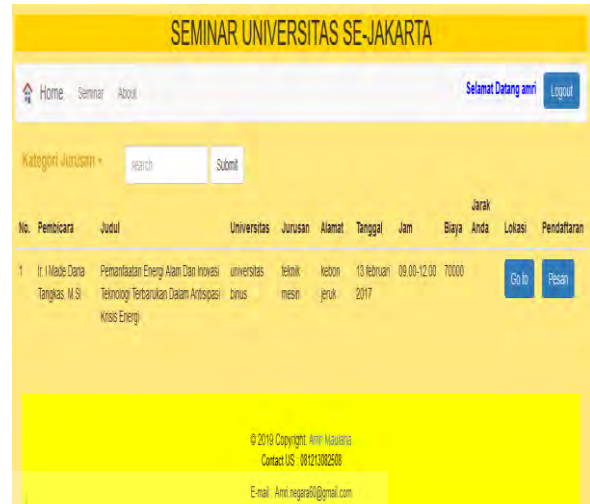 SEMINAR UNIVERSITAS SE-JAKARTA
Home Seminar About Selamat Datang amri Logout
Kategori Jurusan search Submit
No. Pembicara Judul Universitas Jurusan Alamat Tanggal Jam Biaya Jarak Anda Lokasi Pendaftaran
1 Ir. I Made Dana Pemanfaatan Energi Alam Dan Inovasi universitas teknik kebon 13 februari 09.00-12.00 70000 Go to Pesan
Tangkas, M.Si Teknologi Terbarukan Dalam Antisipasi binus mesin jeruk 2017
Krisis Energi
© 2019 Copyright: Amri Maulana
Contact US : 081213082508
E-mail : Amri.negara60@gmail.com